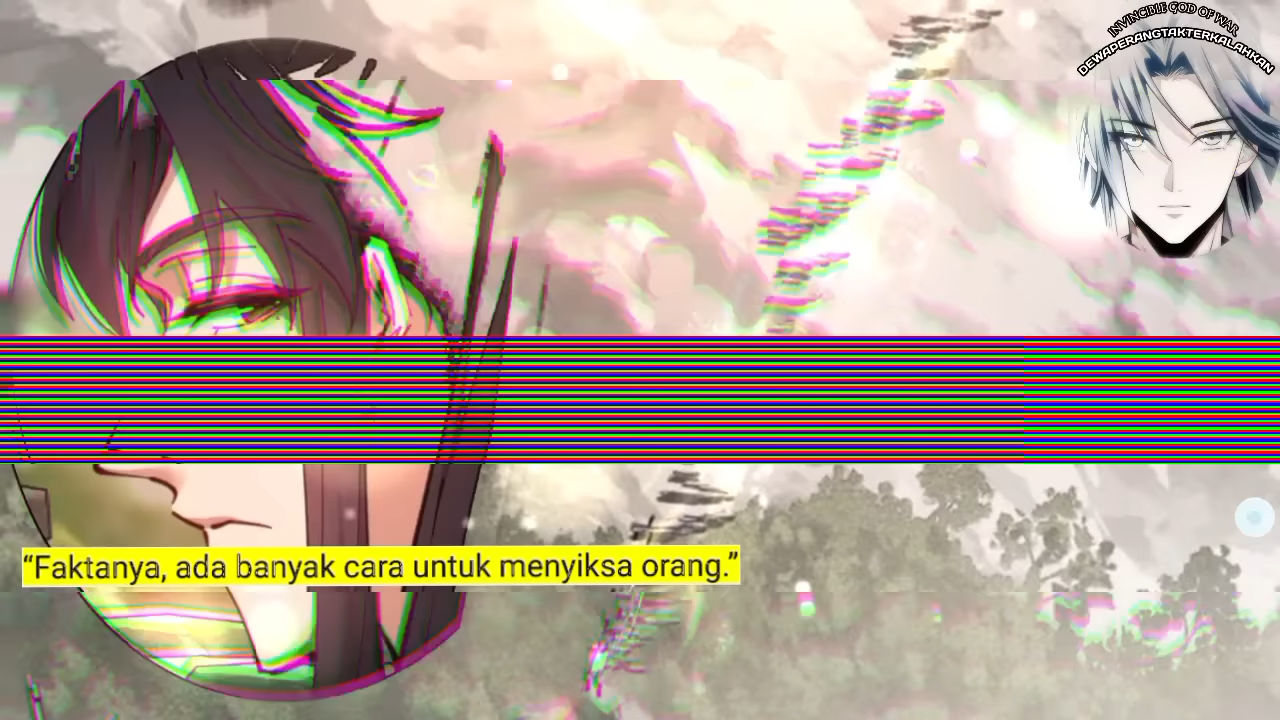 INVINCIBLE GOD OF WAR
DEWAPERANGTAKTERKALAHKAN
“Faktanya, ada banyak cara untuk menyiksa orang.”